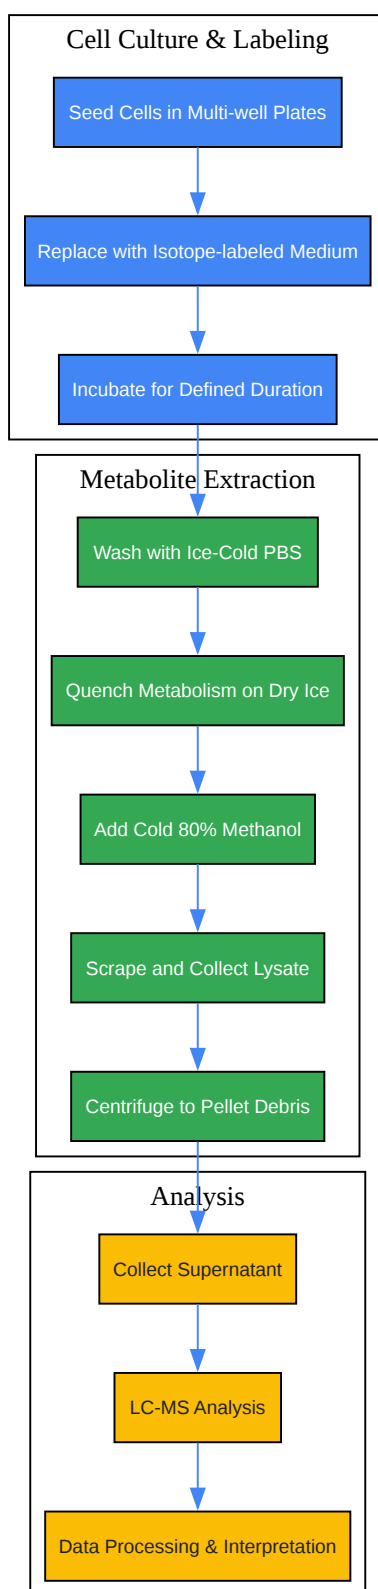 Cell Culture & Labeling
Seed Cells in Multi-well Plates
Replace with Isotope-labeled Medium
Incubate for Defined Duration
Metabolite Extraction
Wash with Ice-Cold PBS
Quench Metabolism on Dry Ice
Add Cold 80% Methanol
Scrape and Collect Lysate
Centrifuge to Pellet Debris
Analysis
Collect Supernatant
LC-MS Analysis
Data Processing & Interpretation